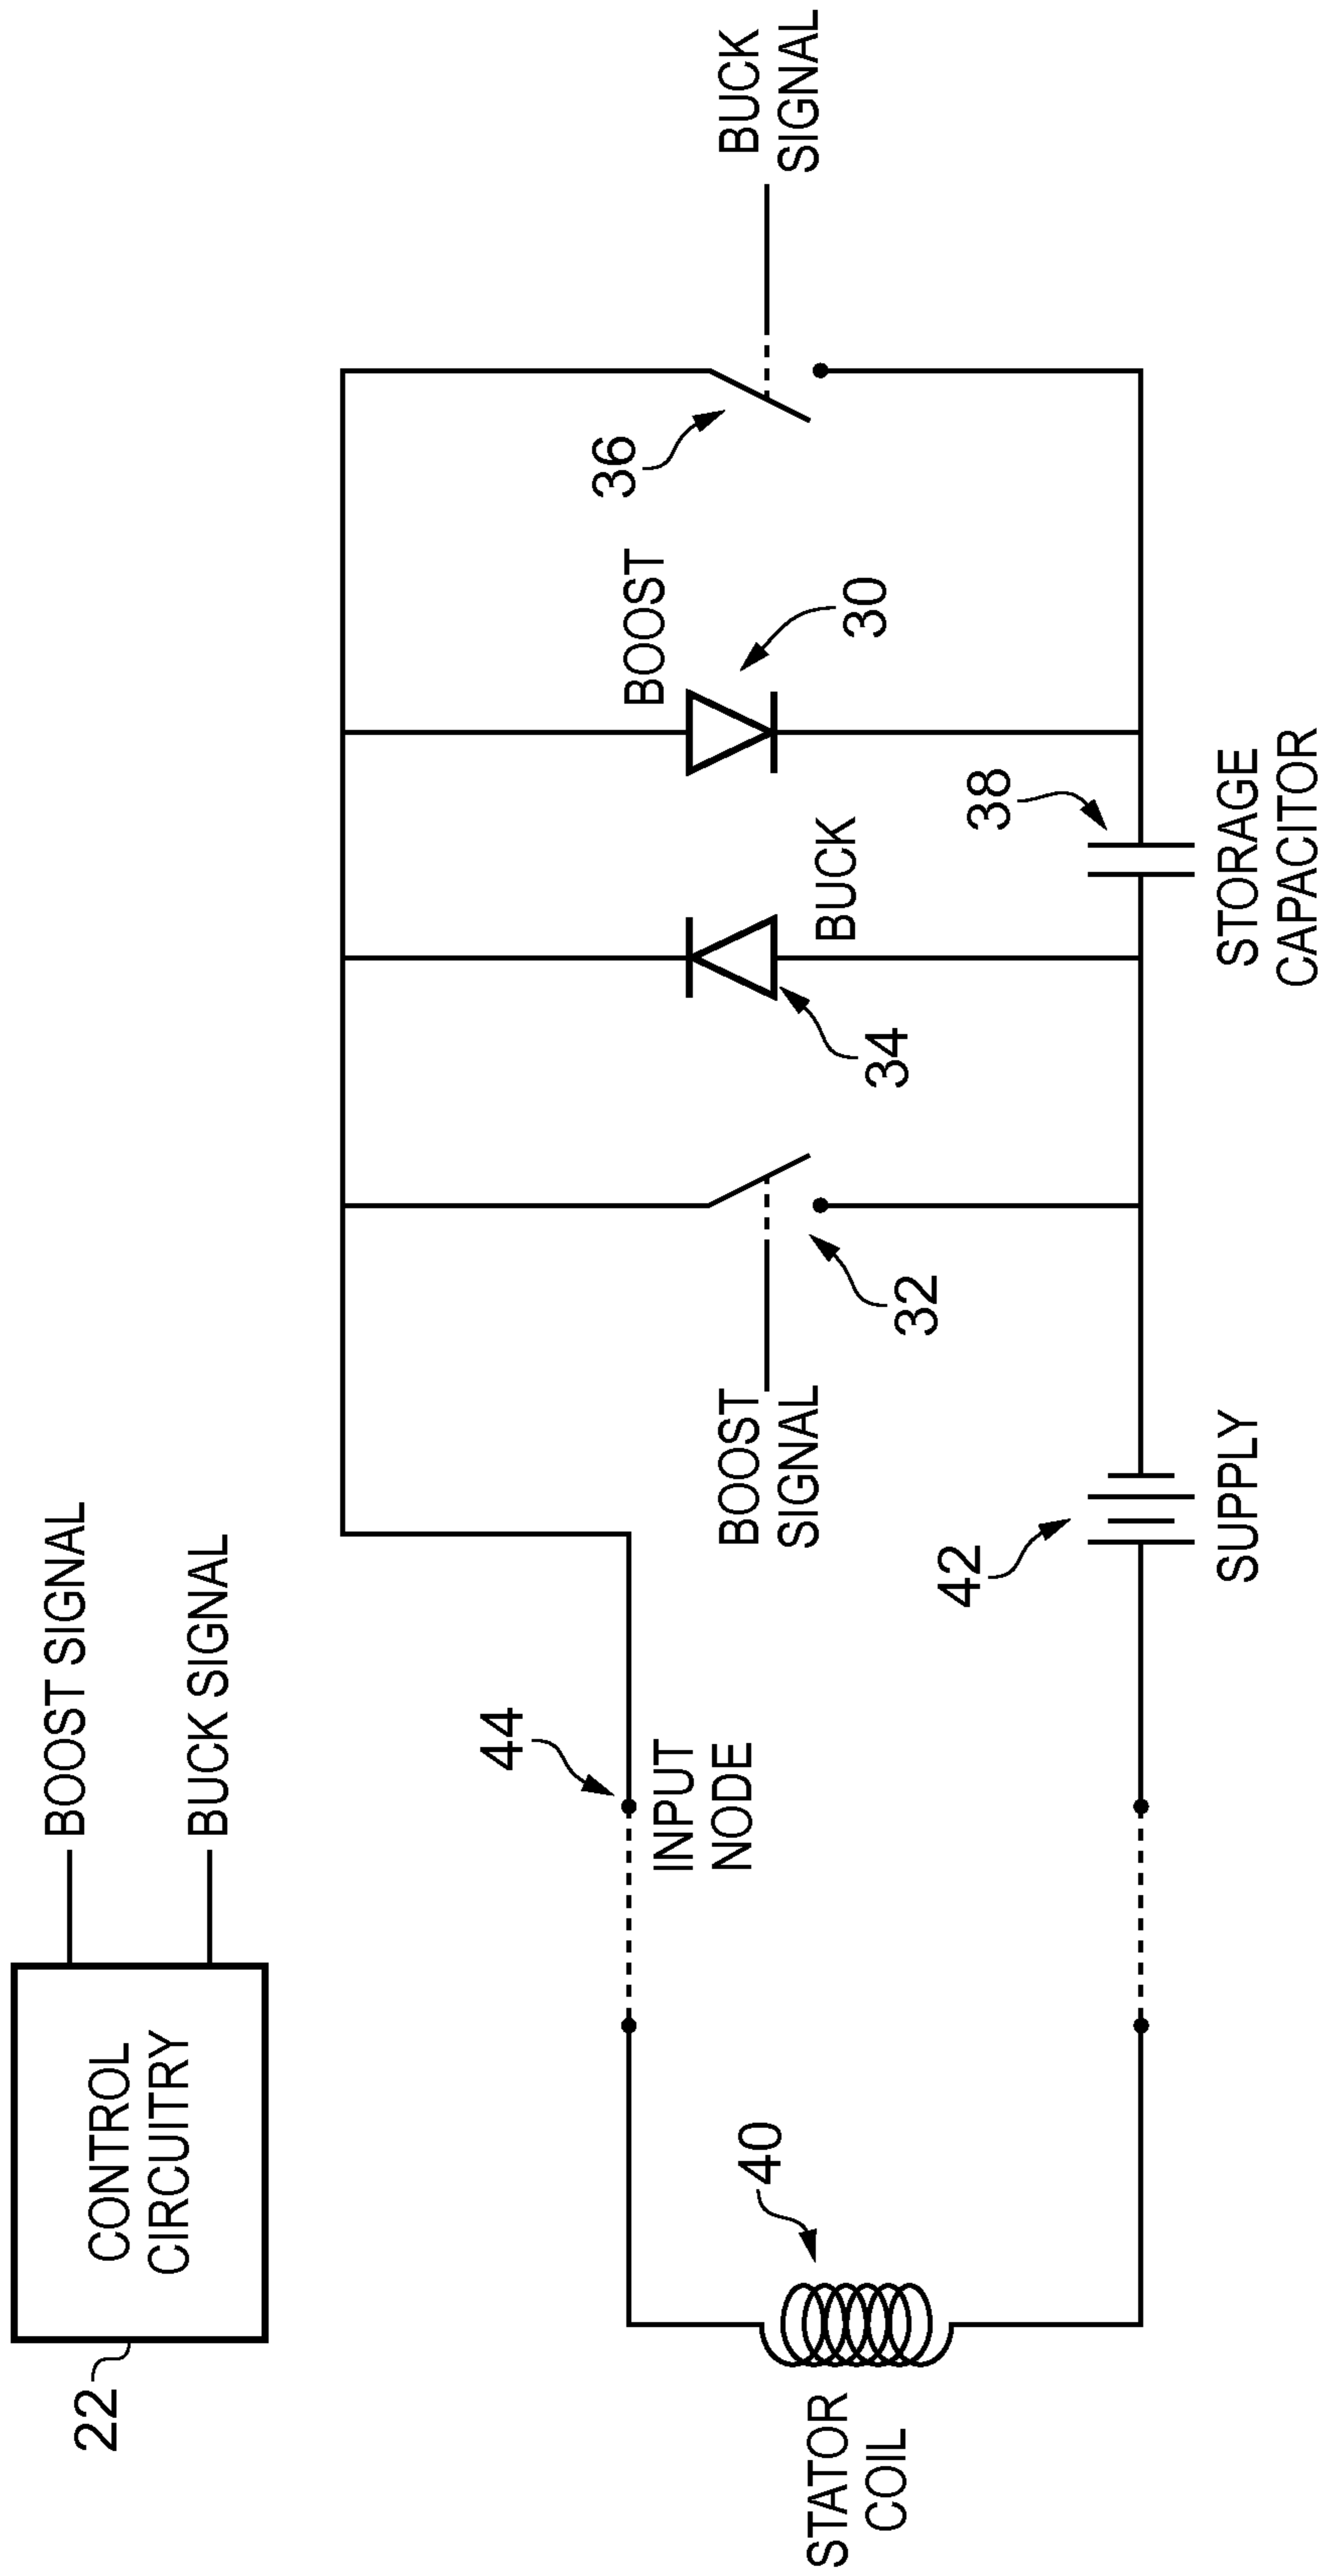 22
CONTROL
CIRCUITRY
BOOST SIGNAL
BUCK SIGNAL
44
INPUT
NODE
STATOR
COIL
40
BOOST
SIGNAL
32
34
BUCK
BOOST
30
36
BUCK
SIGNAL
42
SUPPLY
38
STORAGE
CAPACITOR